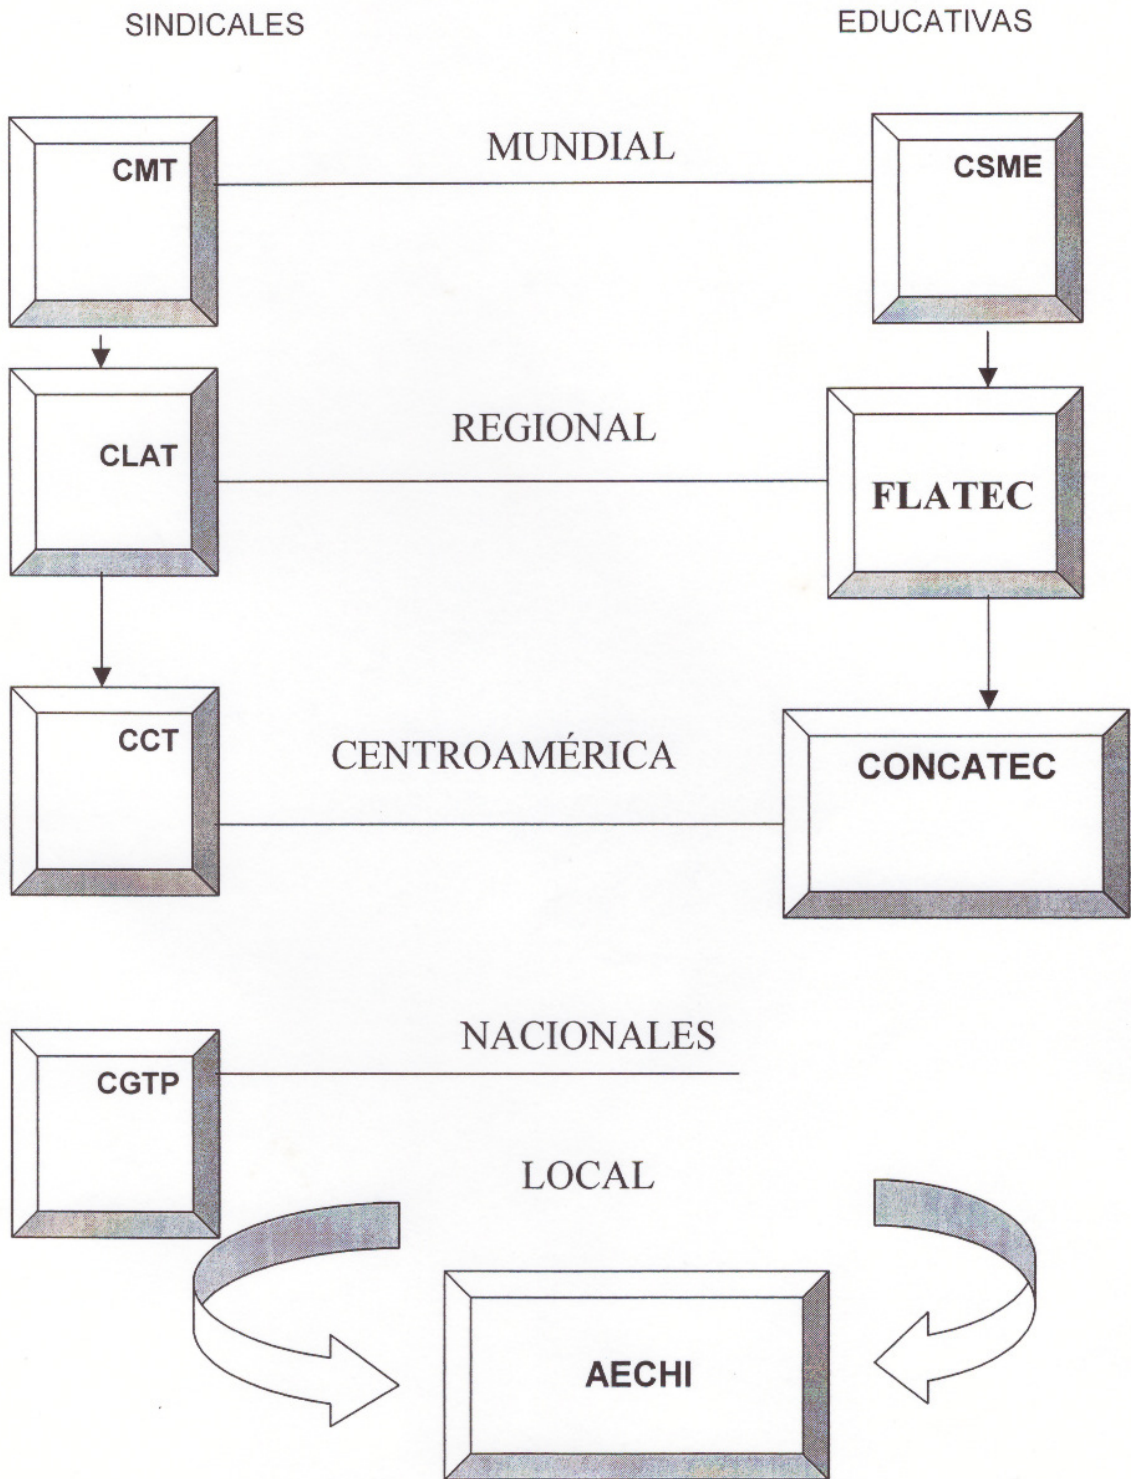 SINDICALES EDUCATIVAS
CMT MUNDIAL CSME
CLAT REGIONAL FLATEC
CCT CENTROAMÉRICA CONCATEC
CGTP NACIONALES
LOCAL
AECHI